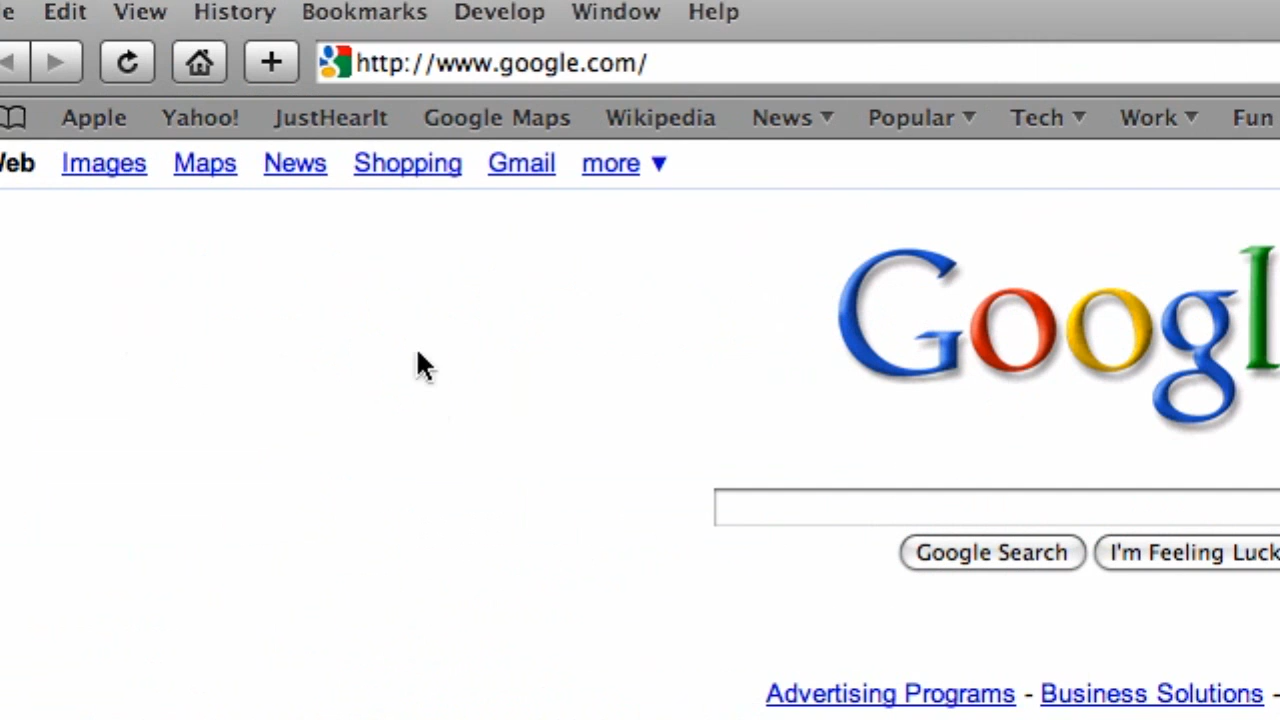 e Edit View History Bookmarks Develop Window Help
http://www.google.com/
Apple Yahoo! JustHearIt Google Maps Wikipedia News ▼ Popular ▼ Tech ▼ Work ▼ Fun
Veb Images Maps News Shopping Gmail more ▼
Googl
Google Search I'm Feeling Luck
Advertising Programs - Business Solutions -